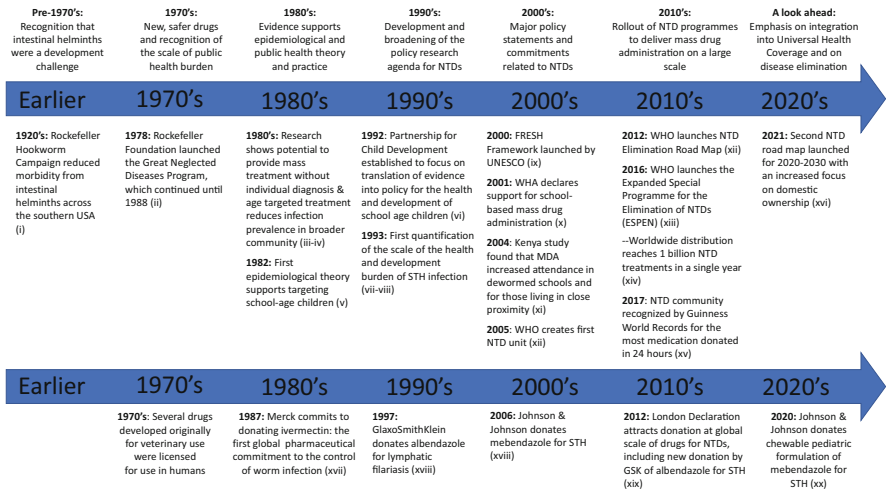 Pre-1970's:
Recognition that
intestinal helminths
were a development
challenge
1970's:
New, safer drugs
and recognition of
the scale of public
health burden
1980's:
Evidence supports
epidemiological and
public health theory
and practice
1990's:
Development and
broadening of the
policy research
agenda for NTDs
2000's:
Major policy
statements and
commitments
related to NTDs
2010's:
Rollout of NTD programmes
to deliver mass drug
administration on a large
scale
A look ahead:
Emphasis on integration
into Universal Health
Coverage and on
disease elimination
Earlier 1970's 1980's 1990's 2000's 2010's 2020's
1920's: Rockefeller
Hookworm
Campaign reduced
morbidity from
intestinal
helminths across
the southern USA
(i)
1978:
Rockefeller
Foundation launched
the Great Neglected
Diseases Program,
which continued until
1988 (ii)
1980's: Research
shows potential to
provide mass
treatment without
individual diagnosis &
age targeted treatment
reduces infection
prevalence in broader
community (iii-iv)
1982: First
epidemiological theory
supports targeting
school-age children (v)
1992: Partnership for
Child Development
established to focus on
translation of evidence
into policy for the health
and development of
school age children (vi)
1993: First quantification
of the scale of the health
and development
burden of STH infection
(vii-viii)
2000: FRESH
Framework launched by
UNESCO (ix)
2001: WHA declares
support for school-
based mass drug
administration (x)
2004: Kenya study
found that MDA
increased attendance in
dewormed schools and
for those living in close
proximity (xi)
2005: WHO creates first
NTD unit (xii)
2012: WHO launches NTD
Elimination Road Map (xii)
2016: WHO launches the
Expanded Special
Programme for the
Elimination of NTDs
(ESPEN) (xiii)
--Worldwide distribution
reaches 1 billion NTD
treatments in a single year
(xiv)
2017: NTD community
recognized by Guinness
World Records for the
most medication donated
in 24 hours (xv)
2021: Second NTD
road map launched
for 2020-2030 with
an increased focus
on domestic
ownership (xvi)
Earlier 1970's 1980's 1990's 2000's 2010's 2020's
1970's: Several drugs
developed originally
for veterinary use
were licensed
for use in humans
1987: Merck commits to
donating ivermectin: the
first global pharmaceutical
commitment to the control
of worm infection (xvii)
1997:
GlaxoSmithKlein
donates albendazole
for lymphatic
filariasis (xviii)
2006: Johnson &
Johnson donates
mebendazole for STH
(xviii)
2012: London Declaration
attracts donation at global
scale of drugs for NTDs,
including new donation by
GSK of albendazole for STH
(xix)
2020: Johnson &
Johnson donates
chewable pediatric
formulation of
mebendazole for
STH (xx)